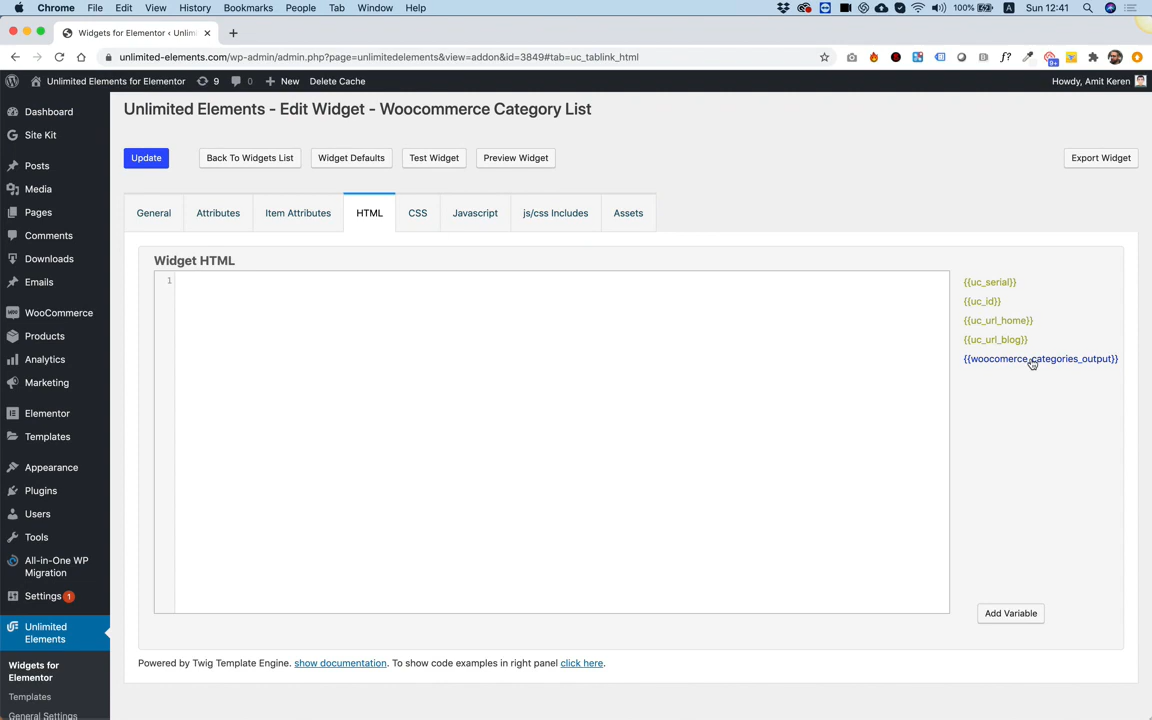 Chrome File Edit View History Bookmarks People Tab Window Help 100% Sun 12:41
Widgets for Elementor ‹ Unlim
unlimited-elements.com/wp-admin/admin.php?page=unlimitedelements&view=addon&id=3849#tab=uc_tablink_html
Unlimited Elements for Elementor 9 0 New Delete Cache Howdy, Amit Keren
Dashboard
Site Kit
Posts
Media
Pages
Comments
Downloads
Emails
WooCommerce
Products
Analytics
Marketing
Elementor
Templates
Appearance
Plugins
Users
Tools
All-in-One WP
Migration
Settings 1
Unlimited
Elements
Widgets for
Elementor
Templates
General Settings
Unlimited Elements - Edit Widget - Woocommerce Category List
Update Back To Widgets List Widget Defaults Test Widget Preview Widget Export Widget
General Attributes Item Attributes HTML CSS Javascript js/css Includes Assets
Widget HTML
1
{{uc_serial}}
{{uc_id}}
{{uc_url_home}}
{{uc_url_blog}}
{{woocomerce_categories_output}}
Add Variable
Powered by Twig Template Engine. show documentation. To show code examples in right panel click here.